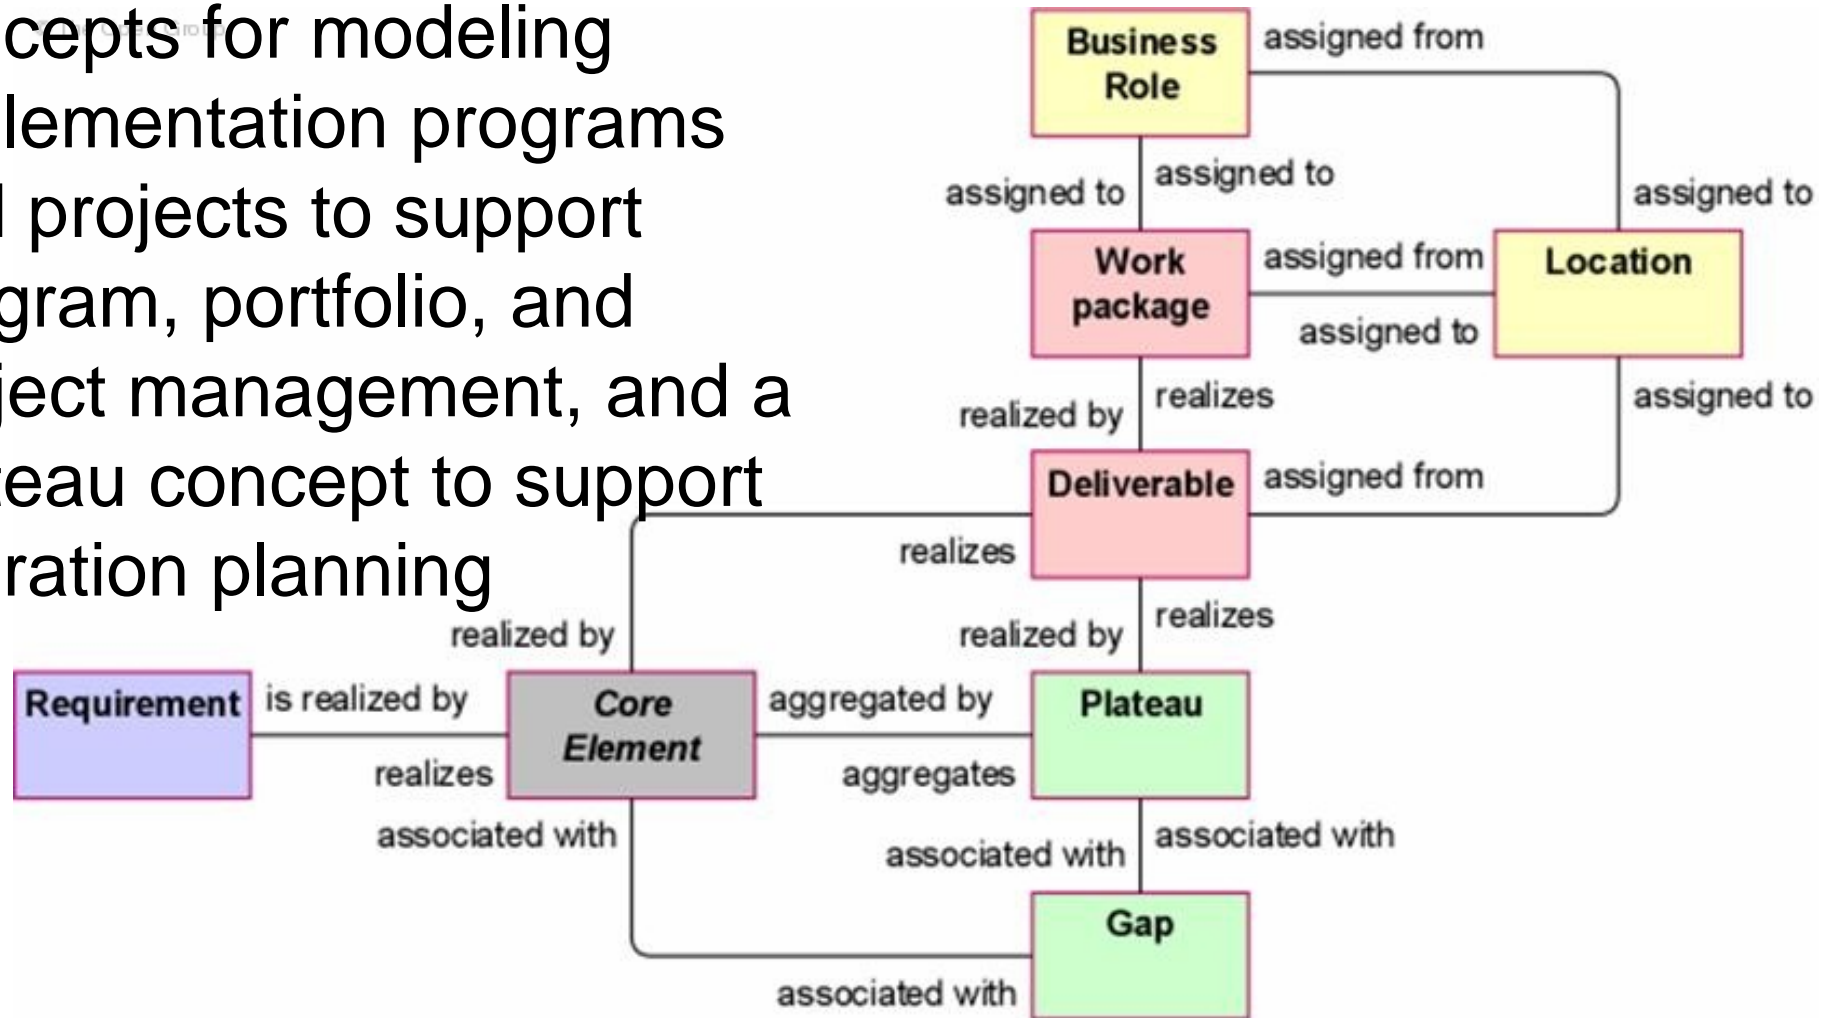 cepts for modeling
lementation programs
projects to support
gram, portfolio, and
ject management, and a
teau concept to support
ration planning
Business
Role
assigned from
assigned to
assigned to
assigned to
Work
package
assigned from
assigned to
Location
realized by
realizes
assigned to
Deliverable
assigned from
realizes
realized by
realized by
realizes
Requirement
is realized by
realizes
Core
Element
aggregated by
aggregates
Plateau
associated with
associated with
associated with
Gap
associated with